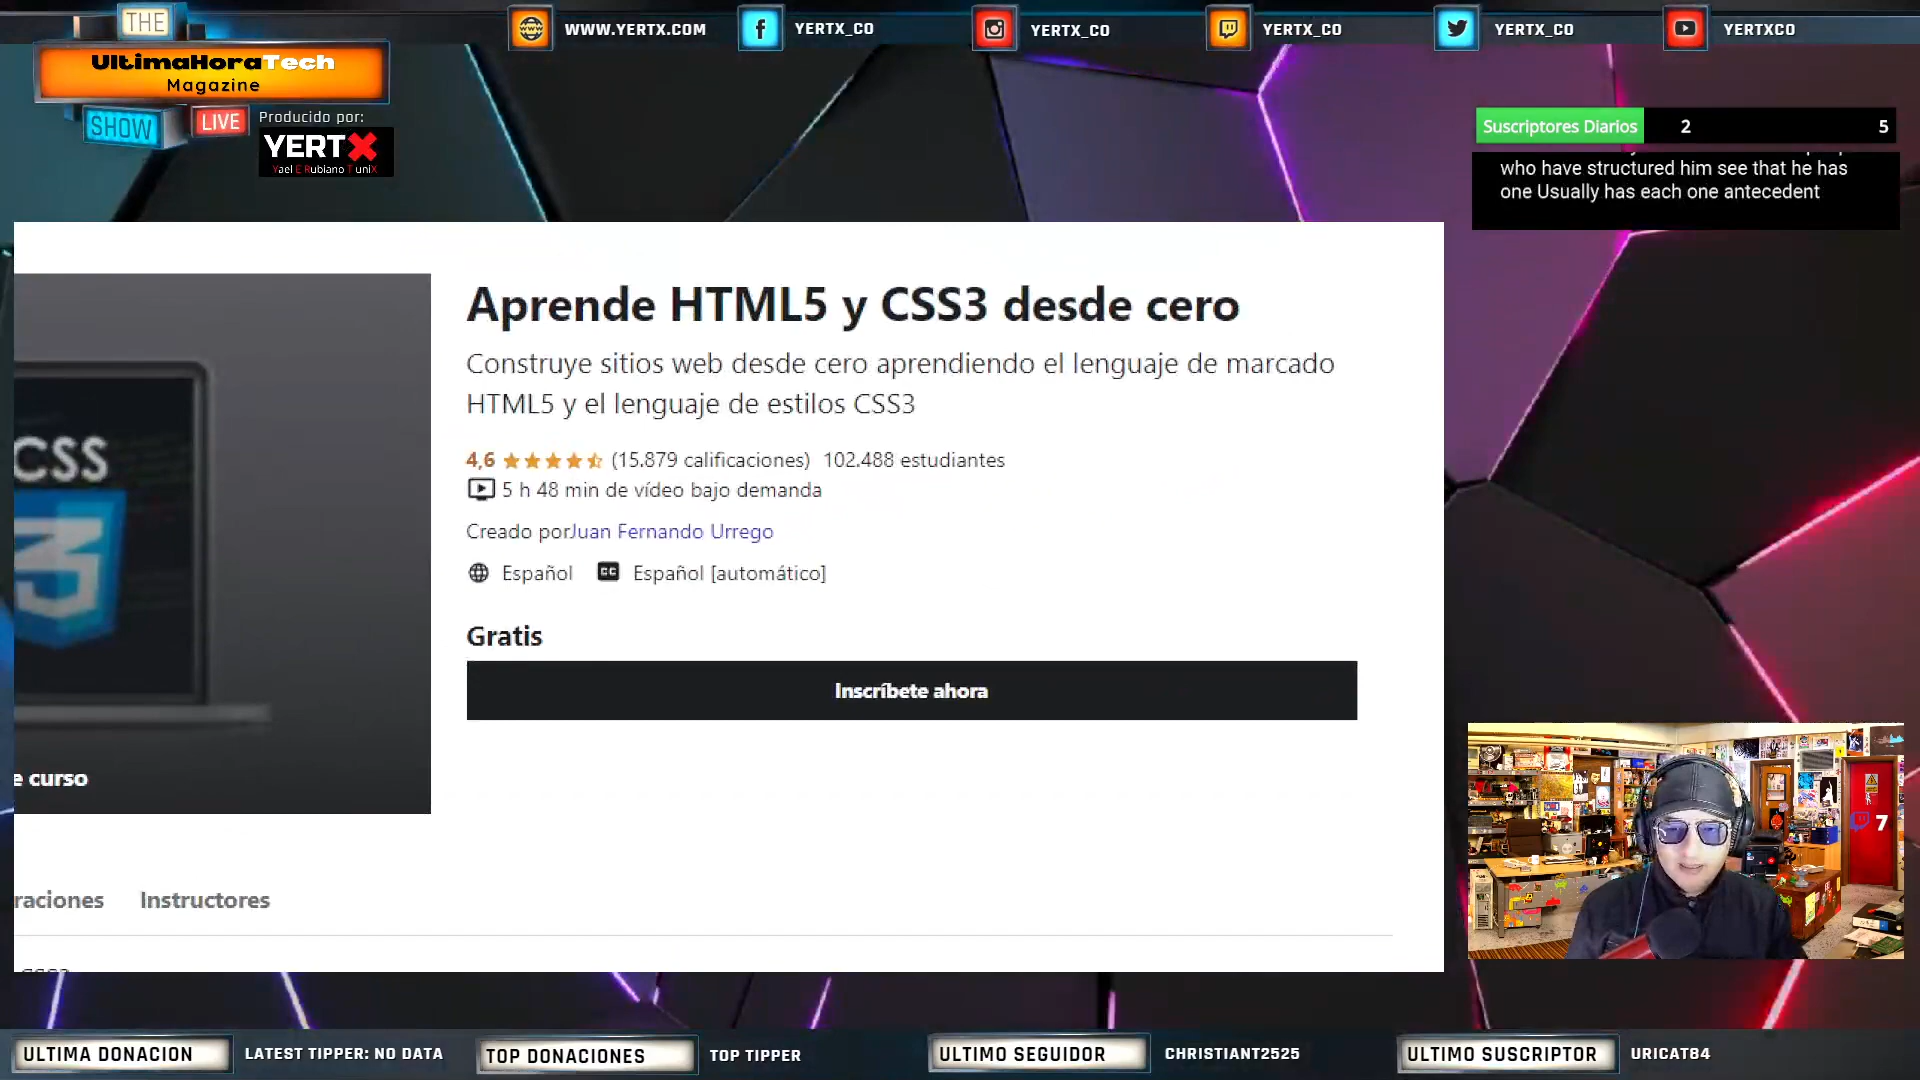 THE
UltimaHoraTech
Magazine
SHOW
LIVE
Producido por:
YERTX
Yael E Rubiano TuniX
WWW.YERTX.COM
YERTX_CO
YERTX_CO
YERTX_CO
YERTX_CO
YERTXCO
Suscriptores Diarios 2 5
who have structured him see that he has
one Usually has each one antecedent
Aprende HTML5 y CSS3 desde cero
Construye sitios web desde cero aprendiendo el lenguaje de marcado
HTML5 y el lenguaje de estilos CSS3
4,6 (15.879 calificaciones) 102.488 estudiantes
5 h 48 min de vídeo bajo demanda
Creado porJuan Fernando Urrego
Español CC Español [automático]
Gratis
Inscríbete ahora
CSS
3
e curso
raciones Instructores
7
ULTIMA DONACION LATEST TIPPER: NO DATA
TOP DONACIONES TOP TIPPER
ULTIMO SEGUIDOR CHRISTIANT2525
ULTIMO SUSCRIPTOR URICAT84